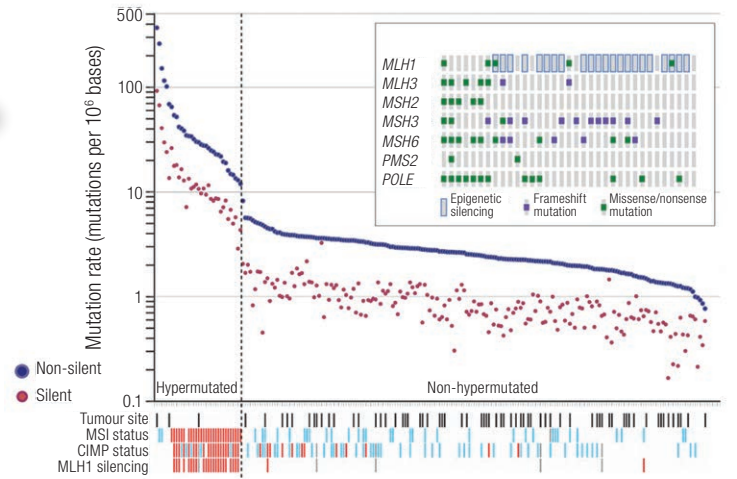 500
100
10
1
0.1
Mutation rate (mutations per 10⁶ bases)
MLH1
MLH3
MSH2
MSH3
MSH6
PMS2
POLE
Epigenetic silencing
Frameshift mutation
Missense/nonsense mutation
Non-silent
Silent
Hypermutated
Non-hypermutated
Tumour site
MSI status
CIMP status
MLH1 silencing